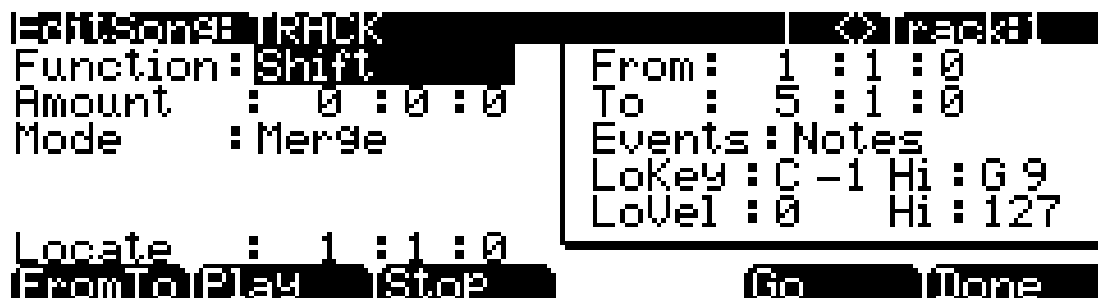 EditSong:TRACK | <>Track:1
Function:Shift
Amount : 0 :0 :0
Mode :Merge
Locate : 1 :1 :0
From: 1 :1 :0
To : 5 :1 :0
Events:Notes
LoKey:C -1 Hi:G 9
LoVel:0 Hi:127
FromTo Play Stop Go Done